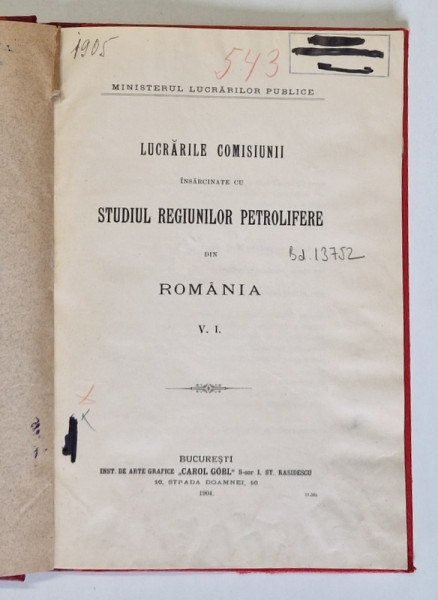 1905
543
MINISTERUL LUCRĂRILOR PUBLICE
LUCRĂRILE COMISIUNII
ÎNSĂRCINATE CU
STUDIUL REGIUNILOR PETROLIFERE
Bd. 13752
DIN
ROMÂNIA
V. I.
BUCUREȘTI
INST. DE ARTE GRAFICE „CAROL GÖBL” S-sor I. ST. RASIDESCU
16, STRADA DOAMNEI, 16
1904.